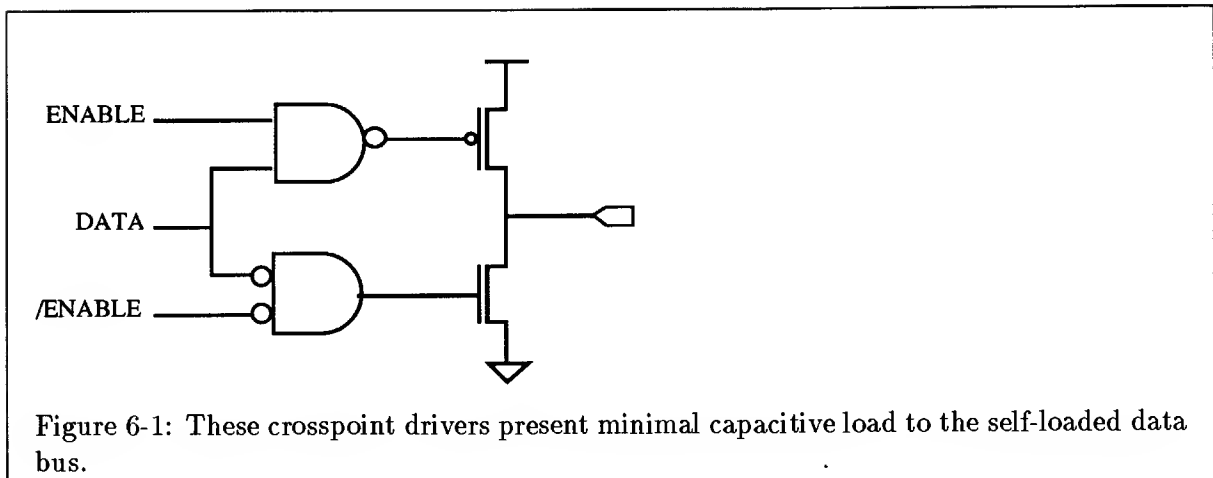 ENABLE
DATA
/ENABLE
Figure 6-1: These crosspoint drivers present minimal capacitive load to the self-loaded data
bus.